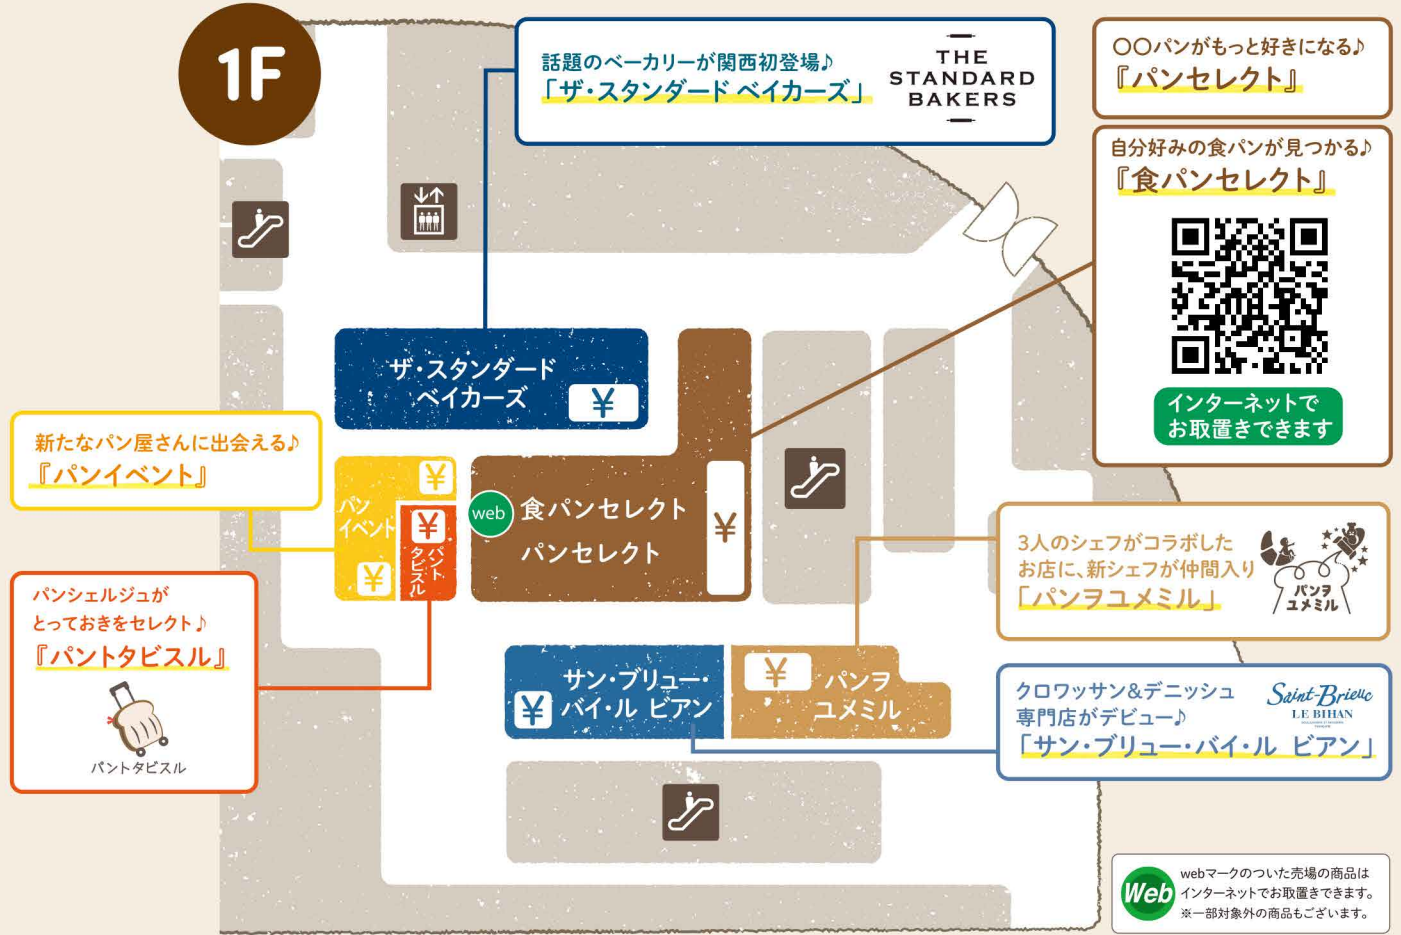 1F
話題のベーカリーが関西初登場♪
「ザ・スタンダード ベイカーズ」
THE
STANDARD
BAKERS
〇〇パンがもっと好きになる♪
『パンセレクト』
自分好みの食パンが見つかる♪
『食パンセレクト』
インターネットで
お取置きできます
ザ・スタンダード
ベイカーズ
¥
新たなパン屋さんに出会える♪
『パンイベント』
¥
パン
イベント
¥
¥
パント
タビスル
web
食パンセレクト
パンセレクト
¥
パンシェルジュが
とっておきをセレクト♪
『パントタビスル』
パントタビスル
3人のシェフがコラボした
お店に、新シェフが仲間入り
「パンヲユメミル」
パンヲ
ユメミル
¥
サン・ブリュー・
バイ・ル ビアン
¥
パンヲ
ユメミル
クロワッサン&デニッシュ
専門店がデビュー♪
「サン・ブリュー・バイ・ル ビアン」
Saint-Brieuc
LE BIHAN
Web
webマークのついた売場の商品は
インターネットでお取置きできます。
※一部対象外の商品もございます。